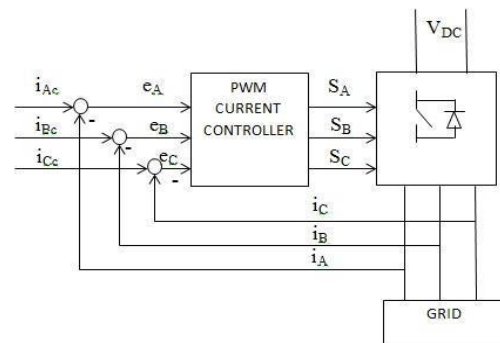 V_DC
i_Ac
e_A
PWM
CURRENT
CONTROLLER
S_A
i_Bc
e_B
S_B
i_Cc
e_C
S_C
-
-
-
i_C
i_B
i_A
GRID